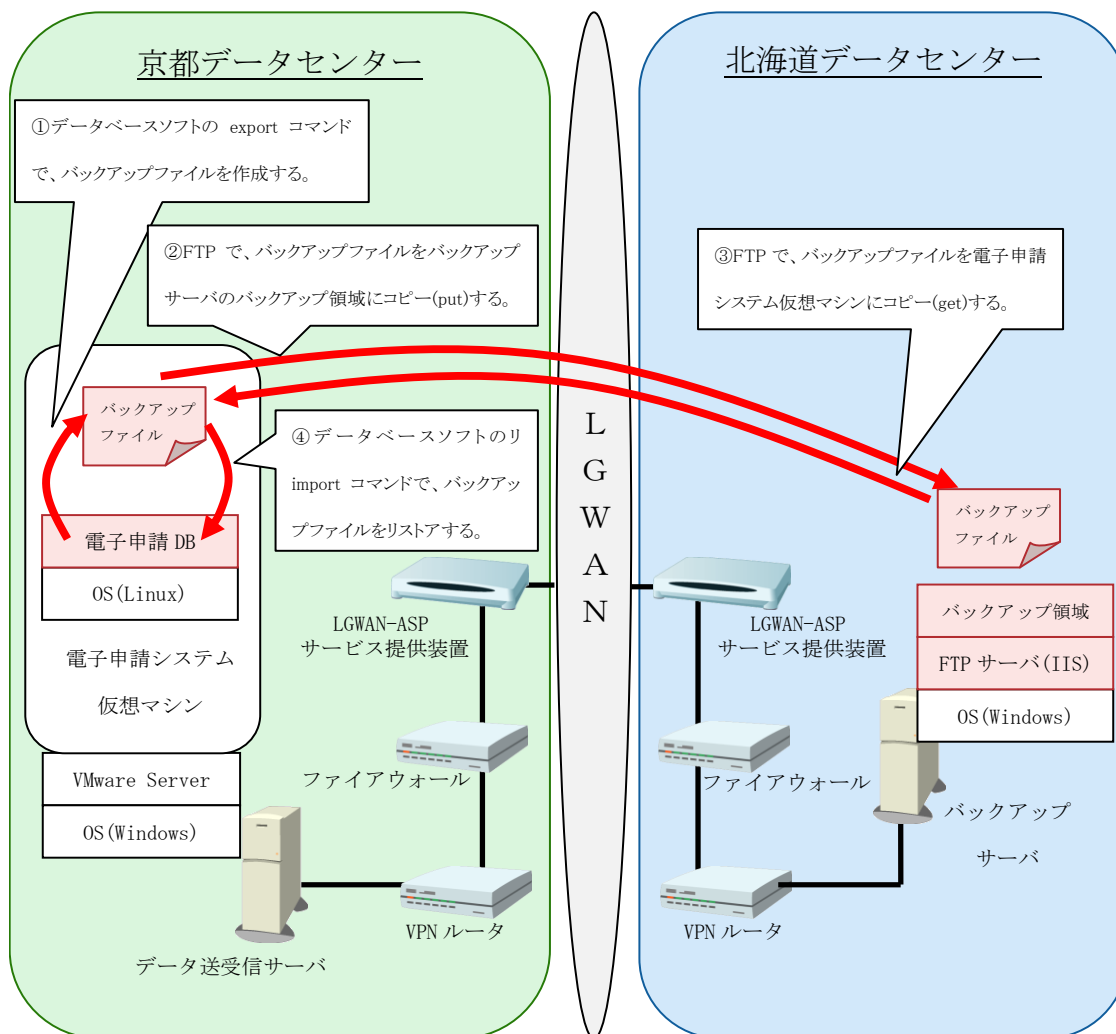 京都データセンター
①データベースソフトの export コマンド
で、バックアップファイルを作成する。
②FTP で、バックアップファイルをバックアップ
サーバのバックアップ領域にコピー(put)する。
バックアップ
ファイル
④データベースソフトのリ
import コマンドで、バックアッ
プファイルをリストアする。
電子申請 DB
OS(Linux)
電子申請システム
仮想マシン
VMware Server
OS(Windows)
データ送受信サーバ
LGWAN-ASP
サービス提供装置
ファイアウォール
VPN ルータ
L
G
W
A
N
北海道データセンター
③FTP で、バックアップファイルを電子申請
システム仮想マシンにコピー(get)する。
バックアップ
ファイル
バックアップ領域
FTP サーバ(IIS)
OS(Windows)
バックアップ
サーバ
LGWAN-ASP
サービス提供装置
ファイアウォール
VPN ルータ